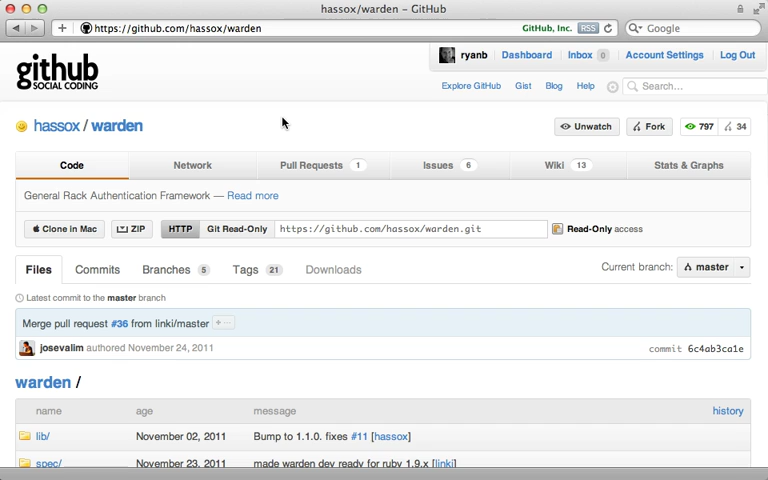 hassox/warden – GitHub
https://github.com/hassox/warden GitHub, Inc. RSS Google
github
SOCIAL CODING
ryanb Dashboard Inbox 0 Account Settings Log Out
Explore GitHub Gist Blog Help Search...
hassox / warden Unwatch Fork 797 34
Code Network Pull Requests 1 Issues 6 Wiki 13 Stats & Graphs
General Rack Authentication Framework — Read more
Clone in Mac ZIP HTTP Git Read-Only https://github.com/hassox/warden.git Read-Only access
Files Commits Branches 5 Tags 21 Downloads Current branch: master
Latest commit to the master branch
Merge pull request #36 from linki/master
josevalim authored November 24, 2011 commit 6c4ab3ca1e
warden /
name age message history
lib/ November 02, 2011 Bump to 1.1.0. fixes #11 [hassox]
spec/ November 23, 2011 made warden dev ready for ruby 1.9.x [linki]